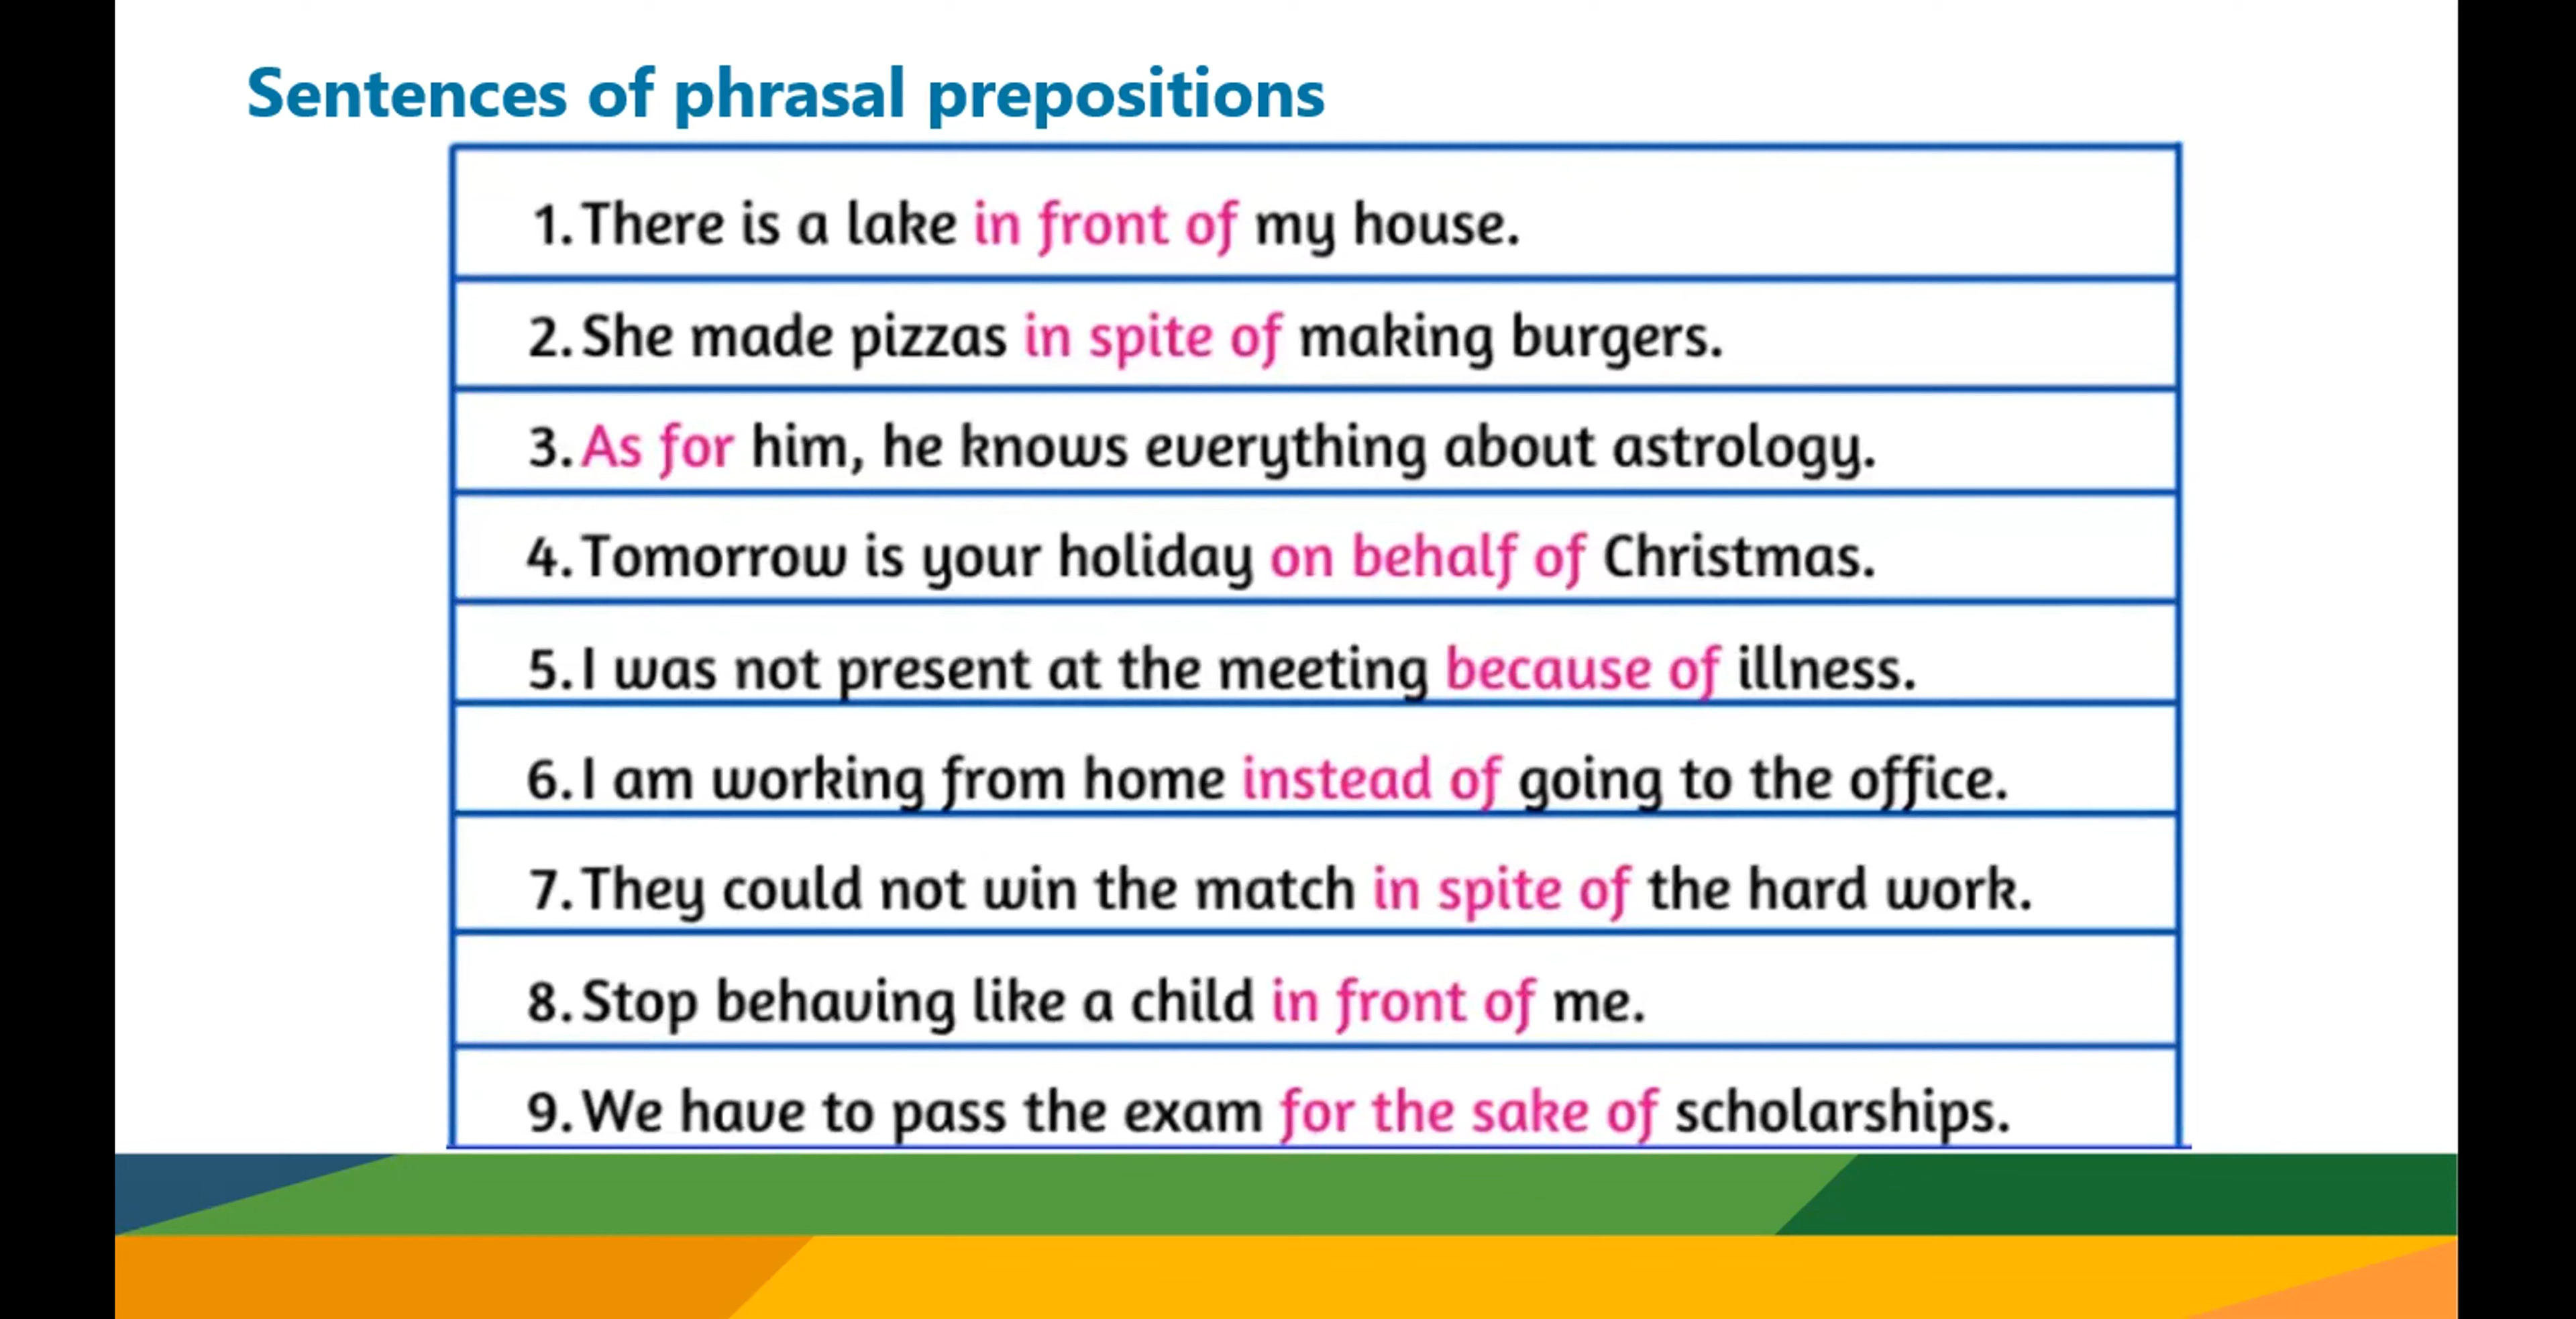 Sentences of phrasal prepositions
1. There is a lake in front of my house.
2. She made pizzas in spite of making burgers.
3. As for him, he knows everything about astrology.
4. Tomorrow is your holiday on behalf of Christmas.
5. I was not present at the meeting because of illness.
6. I am working from home instead of going to the office.
7. They could not win the match in spite of the hard work.
8. Stop behaving like a child in front of me.
9. We have to pass the exam for the sake of scholarships.